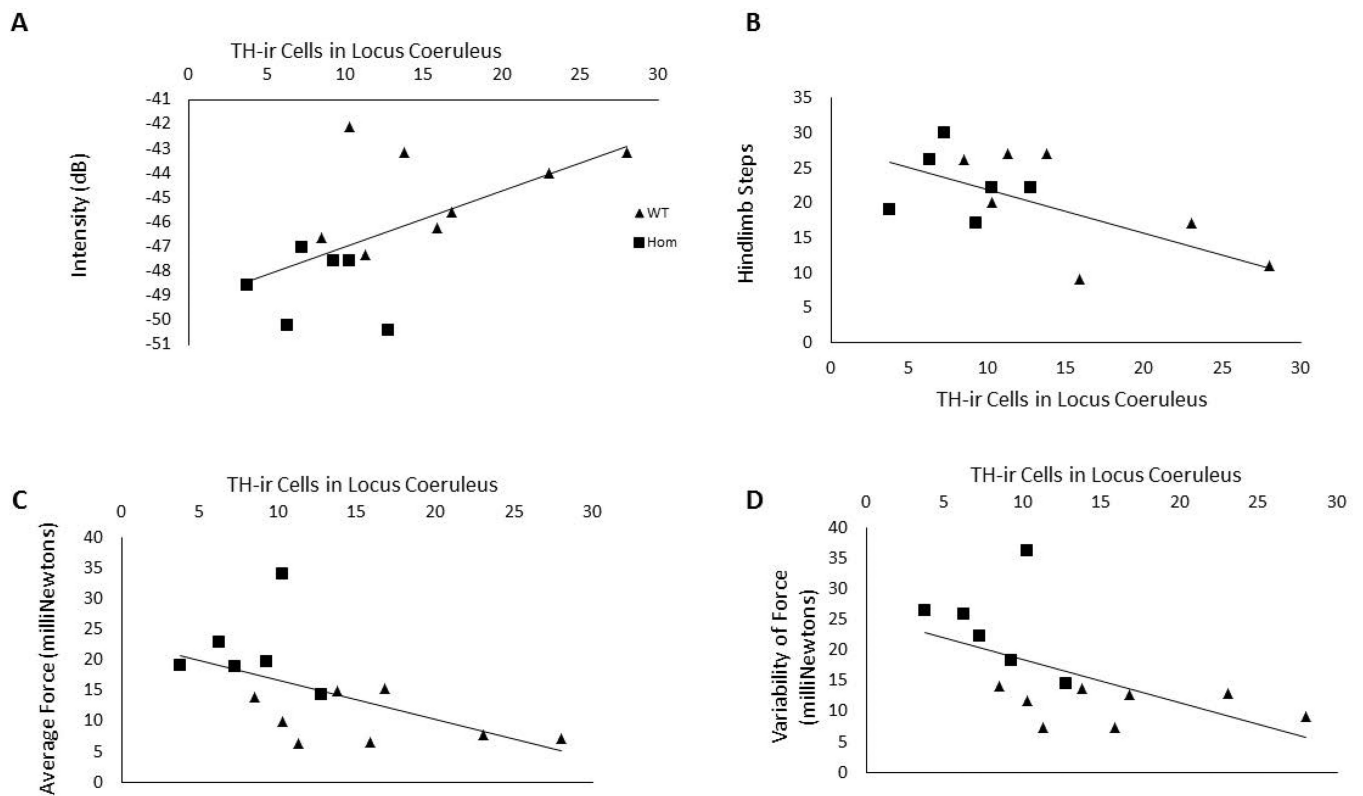 A
TH-ir Cells in Locus Coeruleus
0 5 10 15 20 25 30
-41
-42
-43
-44
-45
-46
-47
-48
-49
-50
-51
Intensity (dB)
WT
Hom
B
35
30
25
20
15
10
5
0
Hindlimb Steps
0 5 10 15 20 25 30
TH-ir Cells in Locus Coeruleus
C
TH-ir Cells in Locus Coeruleus
0 5 10 15 20 25 30
40
35
30
25
20
15
10
5
0
Average Force (milliNewtons)
D
TH-ir Cells in Locus Coeruleus
0 5 10 15 20 25 30
40
35
30
25
20
15
10
5
0
Variability of Force
(milliNewtons)